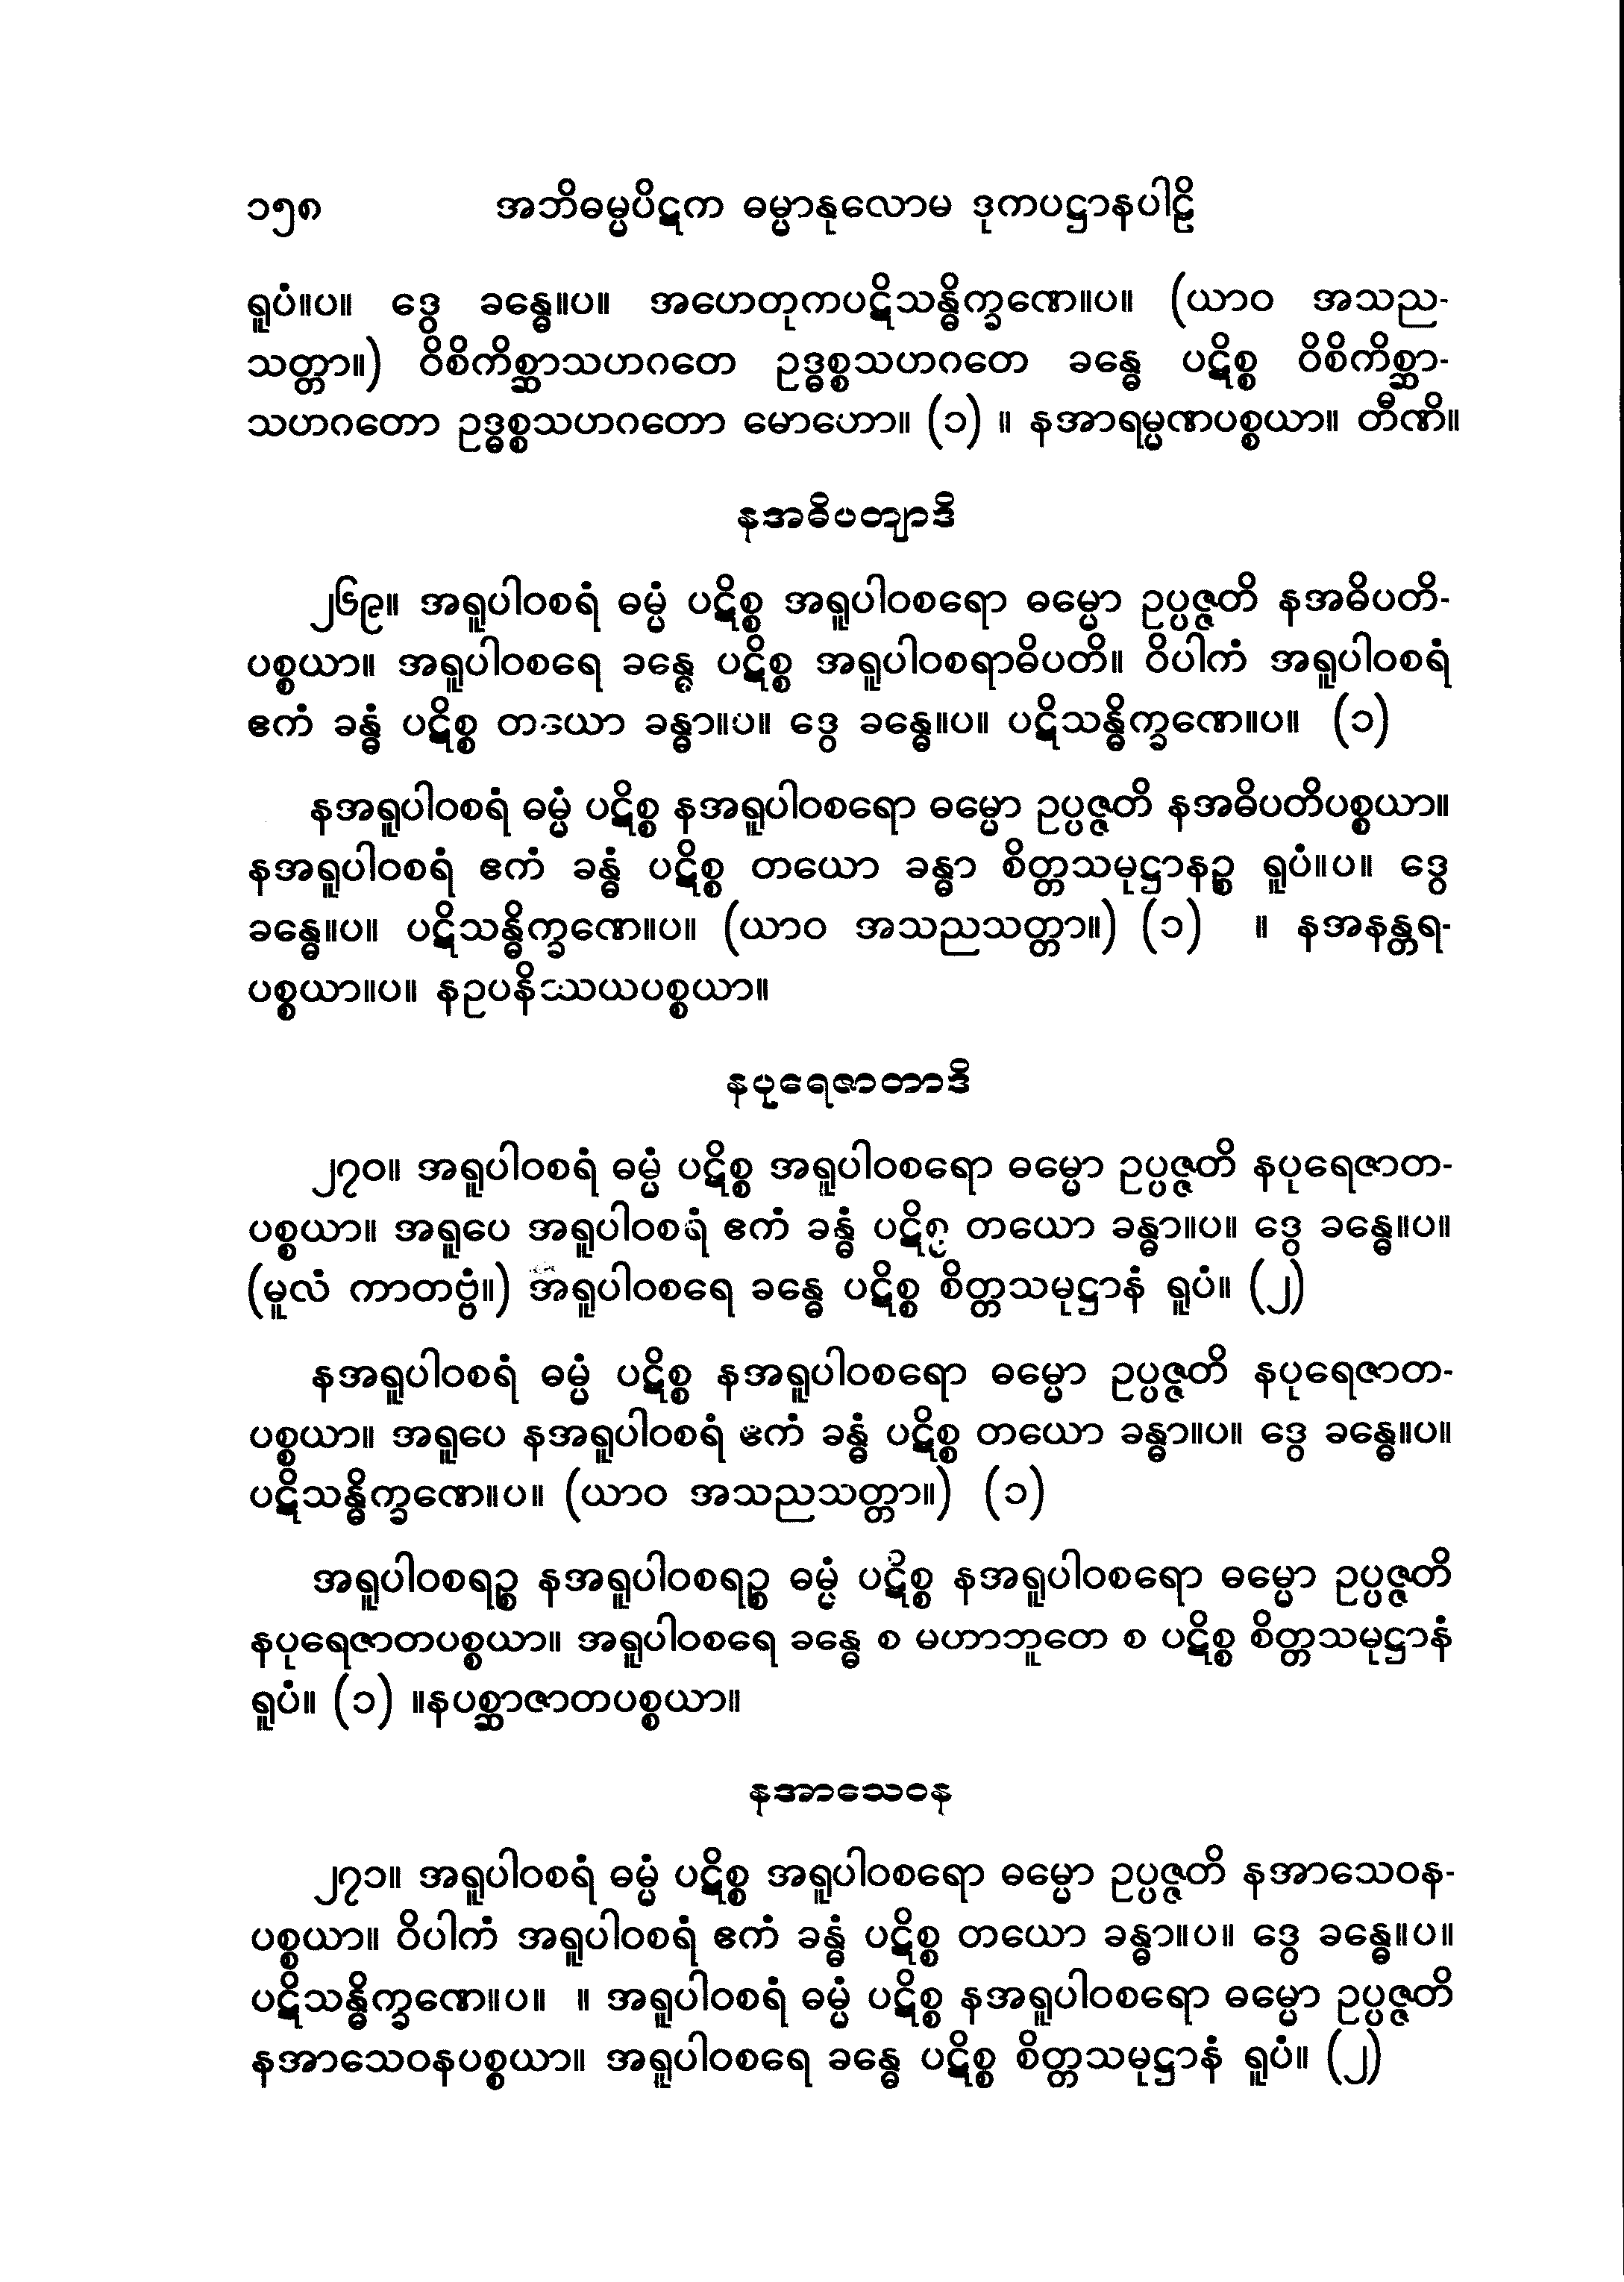 ၁၅၈ အဘိဓမ္မပိဋက ဓမ္မာနုလောမ ဒုကပဋ္ဌာနပါဠိ
ရူပံ။ပ။ ဒွေ ခန္ဓေ။ပ။ အဟေတုကပဋိသန္ဓိက္ခဏေ။ပ။ (ယာဝ အသည-
သတ္တာ။) ဝိစိကိစ္ဆာသဟဂတေ ဥဒ္ဓစ္စသဟဂတေ ခန္ဓေ ပဋိစ္စ ဝိစိကိစ္ဆာ-
သဟဂတော ဥဒ္ဓစ္စသဟဂတော မောဟော။ (၁) ။ နအာရမ္မဏပစ္စယာ။ တီဏိ။
နအဓိပတျာဒိ
၂၆၉။ အရူပါဝစရံ ဓမ္မံ ပဋိစ္စ အရူပါဝစရော ဓမ္မော ဥပ္ပဇ္ဇတိ နအဓိပတိ-
ပစ္စယာ။ အရူပါဝစရေ ခန္ဓေ ပဋိစ္စ အရူပါဝစရာဓိပတိ။ ဝိပါကံ အရူပါဝစရံ
ဧကံ ခန္ဓံ ပဋိစ္စ တယော ခန္ဓာ။ပ။ ဒွေ ခန္ဓေ။ပ။ ပဋိသန္ဓိက္ခဏေ။ပ။ (၁)
နအရူပါဝစရံ ဓမ္မံ ပဋိစ္စ နအရူပါဝစရော ဓမ္မော ဥပ္ပဇ္ဇတိ နအဓိပတိပစ္စယာ။
နအရူပါဝစရံ ဧကံ ခန္ဓံ ပဋိစ္စ တယော ခန္ဓာ စိတ္တသမုဋ္ဌာနဉ္စ ရူပံ။ပ။ ဒွေ
ခန္ဓေ။ပ။ ပဋိသန္ဓိက္ခဏေ။ပ။ (ယာဝ အသညသတ္တာ။) (၁) ။ နအနန္တရ-
ပစ္စယာ။ပ။ နဥပနိဿယပစ္စယာ။
နပုရေဇာတာဒိ
၂၇၀။ အရူပါဝစရံ ဓမ္မံ ပဋိစ္စ အရူပါဝစရော ဓမ္မော ဥပ္ပဇ္ဇတိ နပုရေဇာတ-
ပစ္စယာ။ အရူပေ အရူပါဝစရံ ဧကံ ခန္ဓံ ပဋိစ္စ တယော ခန္ဓာ။ပ။ ဒွေ ခန္ဓေ။ပ။
(မူလံ ကာတဗ္ဗံ။) အရူပါဝစရေ ခန္ဓေ ပဋိစ္စ စိတ္တသမုဋ္ဌာနံ ရူပံ။ (၂)
နအရူပါဝစရံ ဓမ္မံ ပဋိစ္စ နအရူပါဝစရော ဓမ္မော ဥပ္ပဇ္ဇတိ နပုရေဇာတ-
ပစ္စယာ။ အရူပေ နအရူပါဝစရံ ဧကံ ခန္ဓံ ပဋိစ္စ တယော ခန္ဓာ။ပ။ ဒွေ ခန္ဓေ။ပ။
ပဋိသန္ဓိက္ခဏေ။ပ။ (ယာဝ အသညသတ္တာ။) (၁)
အရူပါဝစရဉ္စ နအရူပါဝစရဉ္စ ဓမ္မံ ပဋိစ္စ နအရူပါဝစရော ဓမ္မော ဥပ္ပဇ္ဇတိ
နပုရေဇာတပစ္စယာ။ အရူပါဝစရေ ခန္ဓေ စ မဟာဘူတေ စ ပဋိစ္စ စိတ္တသမုဋ္ဌာနံ
ရူပံ။ (၁) ။နပစ္ဆာဇာတပစ္စယာ။
နအာသေဝန
၂၇၁။ အရူပါဝစရံ ဓမ္မံ ပဋိစ္စ အရူပါဝစရော ဓမ္မော ဥပ္ပဇ္ဇတိ နအာသေဝန-
ပစ္စယာ။ ဝိပါကံ အရူပါဝစရံ ဧကံ ခန္ဓံ ပဋိစ္စ တယော ခန္ဓာ။ပ။ ဒွေ ခန္ဓေ။ပ။
ပဋိသန္ဓိက္ခဏေ။ပ။ ။ အရူပါဝစရံ ဓမ္မံ ပဋိစ္စ နအရူပါဝစရော ဓမ္မော ဥပ္ပဇ္ဇတိ
နအာသေဝနပစ္စယာ။ အရူပါဝစရေ ခန္ဓေ ပဋိစ္စ စိတ္တသမုဋ္ဌာနံ ရူပံ။ (၂)